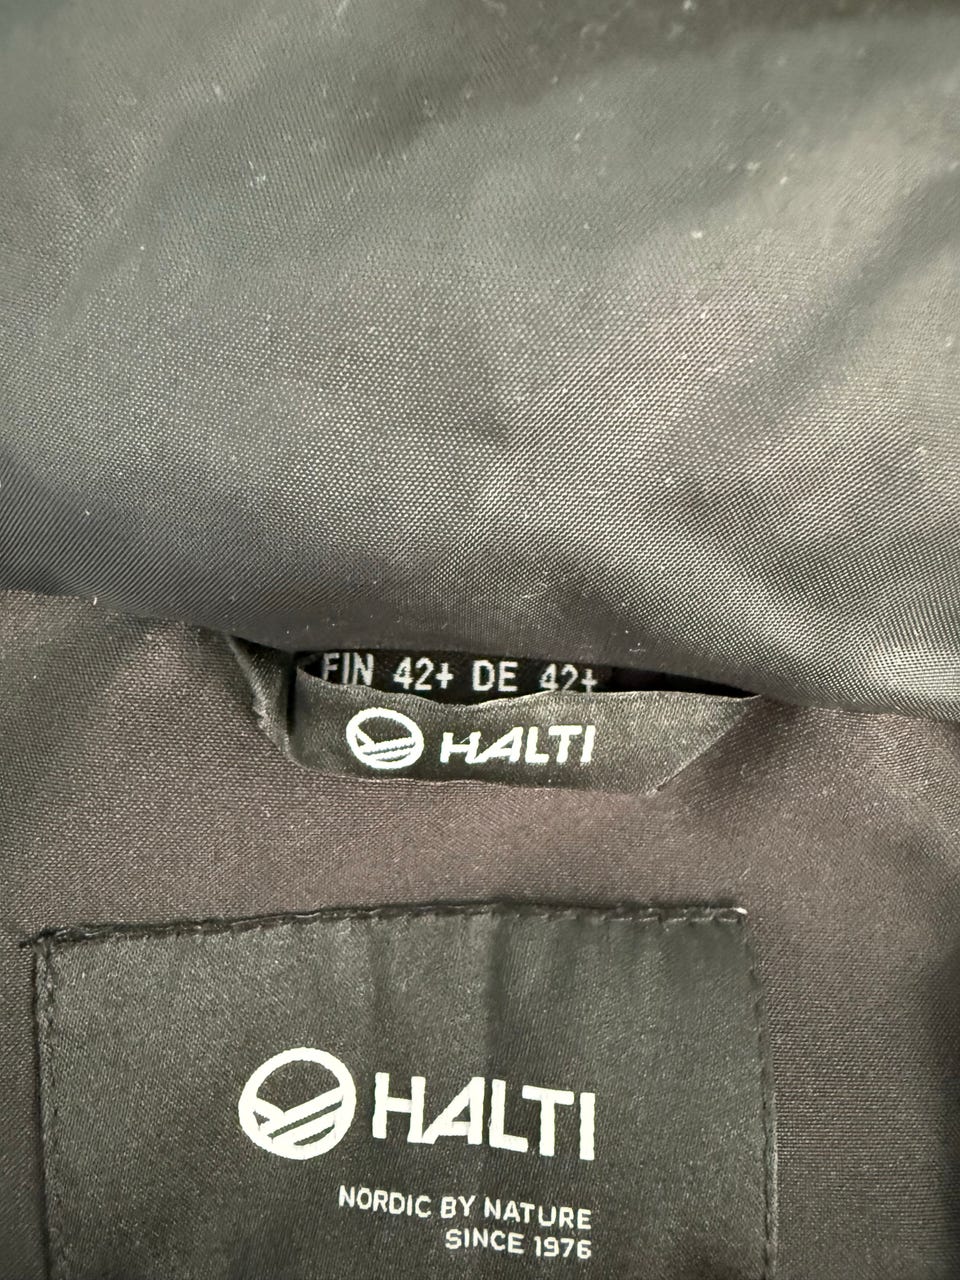 FIN 42+ DE 42+
HALTI
HALTI
NORDIC BY NATURE
SINCE 1976